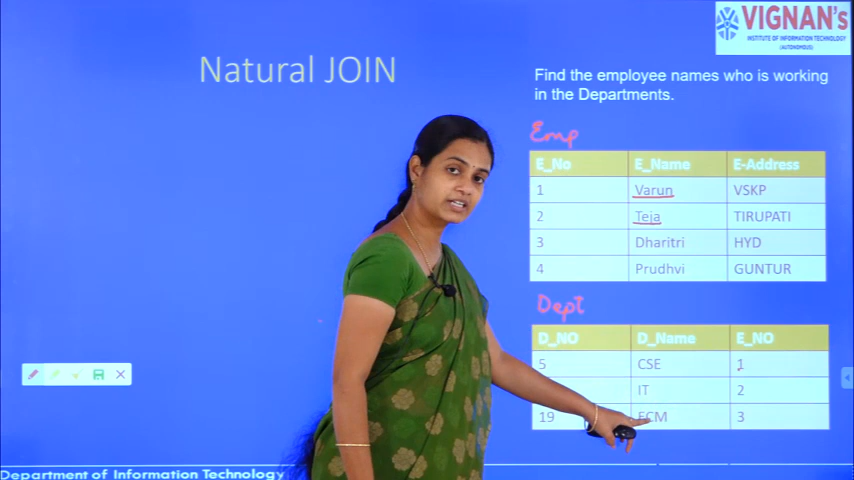 VIGNAN's
INSTITUTE OF INFORMATION TECHNOLOGY
(AUTONOMOUS)
Natural JOIN
Find the employee names who is working
in the Departments.
Emp
E_No E_Name E-Address
1 Varun VSKP
2 Teja TIRUPATI
3 Dharitri HYD
4 Prudhvi GUNTUR
Dept
D_NO D_Name E_NO
5 CSE 1
IT 2
19 ECM 3
Department of Information Technology